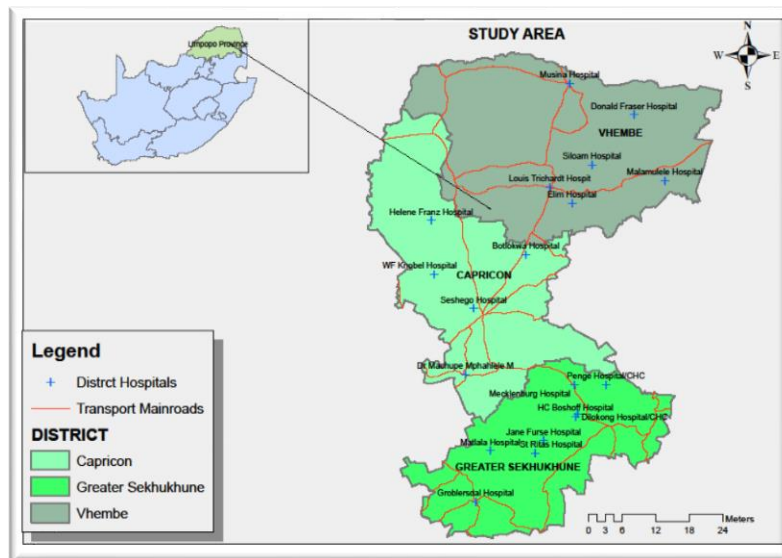 STUDY AREA
Limpopo Province
N
W
E
S
Musina Hospital
Donald Fraser Hospital
VHEMBE
Siloam Hospital
Malamulele Hospital
Louis Trichardt Hospit
Elim Hospital
Helene Franz Hospital
Botlokwa Hospital
WF Knobel Hospital
CAPRICON
Seshego Hospital
Dr Machupe Mphahlele M
Penge Hospital/CHC
Mecklenburg Hospital
HC Boshoff Hospital
Dilokong Hospital/CHC
Jane Furse Hospital
Matlala Hospital
St Ritas Hospital
GREATER SEKHUKHUNE
Groblersdal Hospital
Legend
Distrct Hospitals
Transport Mainroads
DISTRICT
Capricon
Greater Sekhukhune
Vhembe
Meters
0 3 6 12 18 24